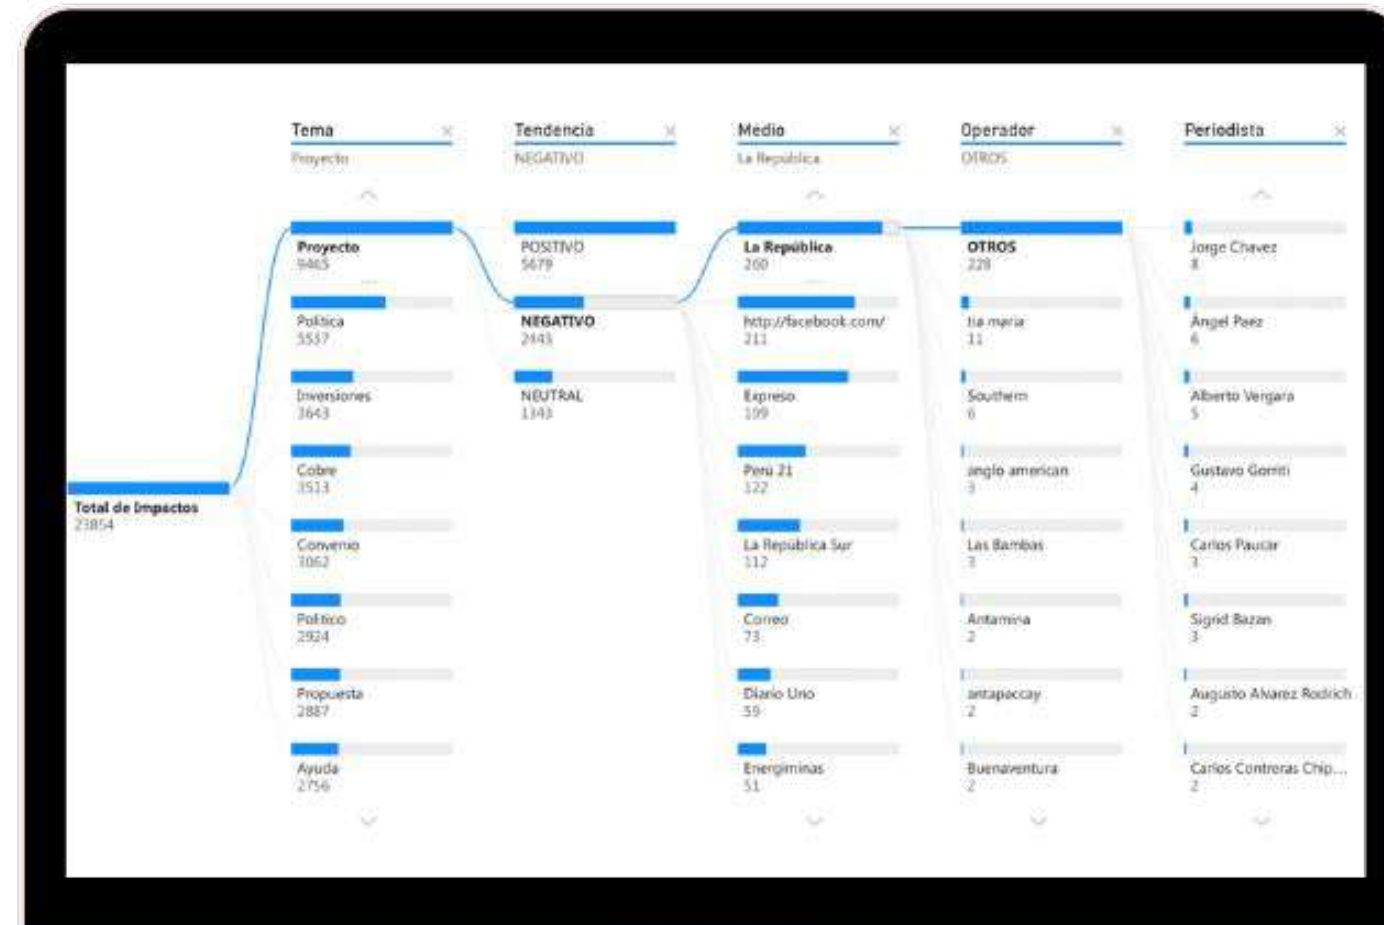 Tema
Proyecto
Proyecto
9465
Política
5537
Inversiones
3643
Cobre
3513
Convenio
3062
Político
2924
Propuesta
2887
Ayuda
2756
Total de Impactos
23854
Tendencia
NEGATIVO
POSITIVO
5679
NEGATIVO
2443
NEUTRAL
1343
Medio
La República
La República
260
http://facebook.com/
211
Expreso
199
Perú 21
122
La República Sur
112
Correo
73
Diario Uno
59
Energiminas
51
Operador
OTROS
OTROS
228
tia maria
11
Southern
6
anglo american
3
Las Bambas
3
Antamina
2
antapaccay
2
Buenaventura
2
Periodista
Jorge Chavez
8
Ángel Paez
6
Alberto Vergara
5
Gustavo Gorriti
4
Carlos Paucar
3
Sigrid Bazan
3
Augusto Alvarez Rodrich
2
Carlos Contreras Chip...
2